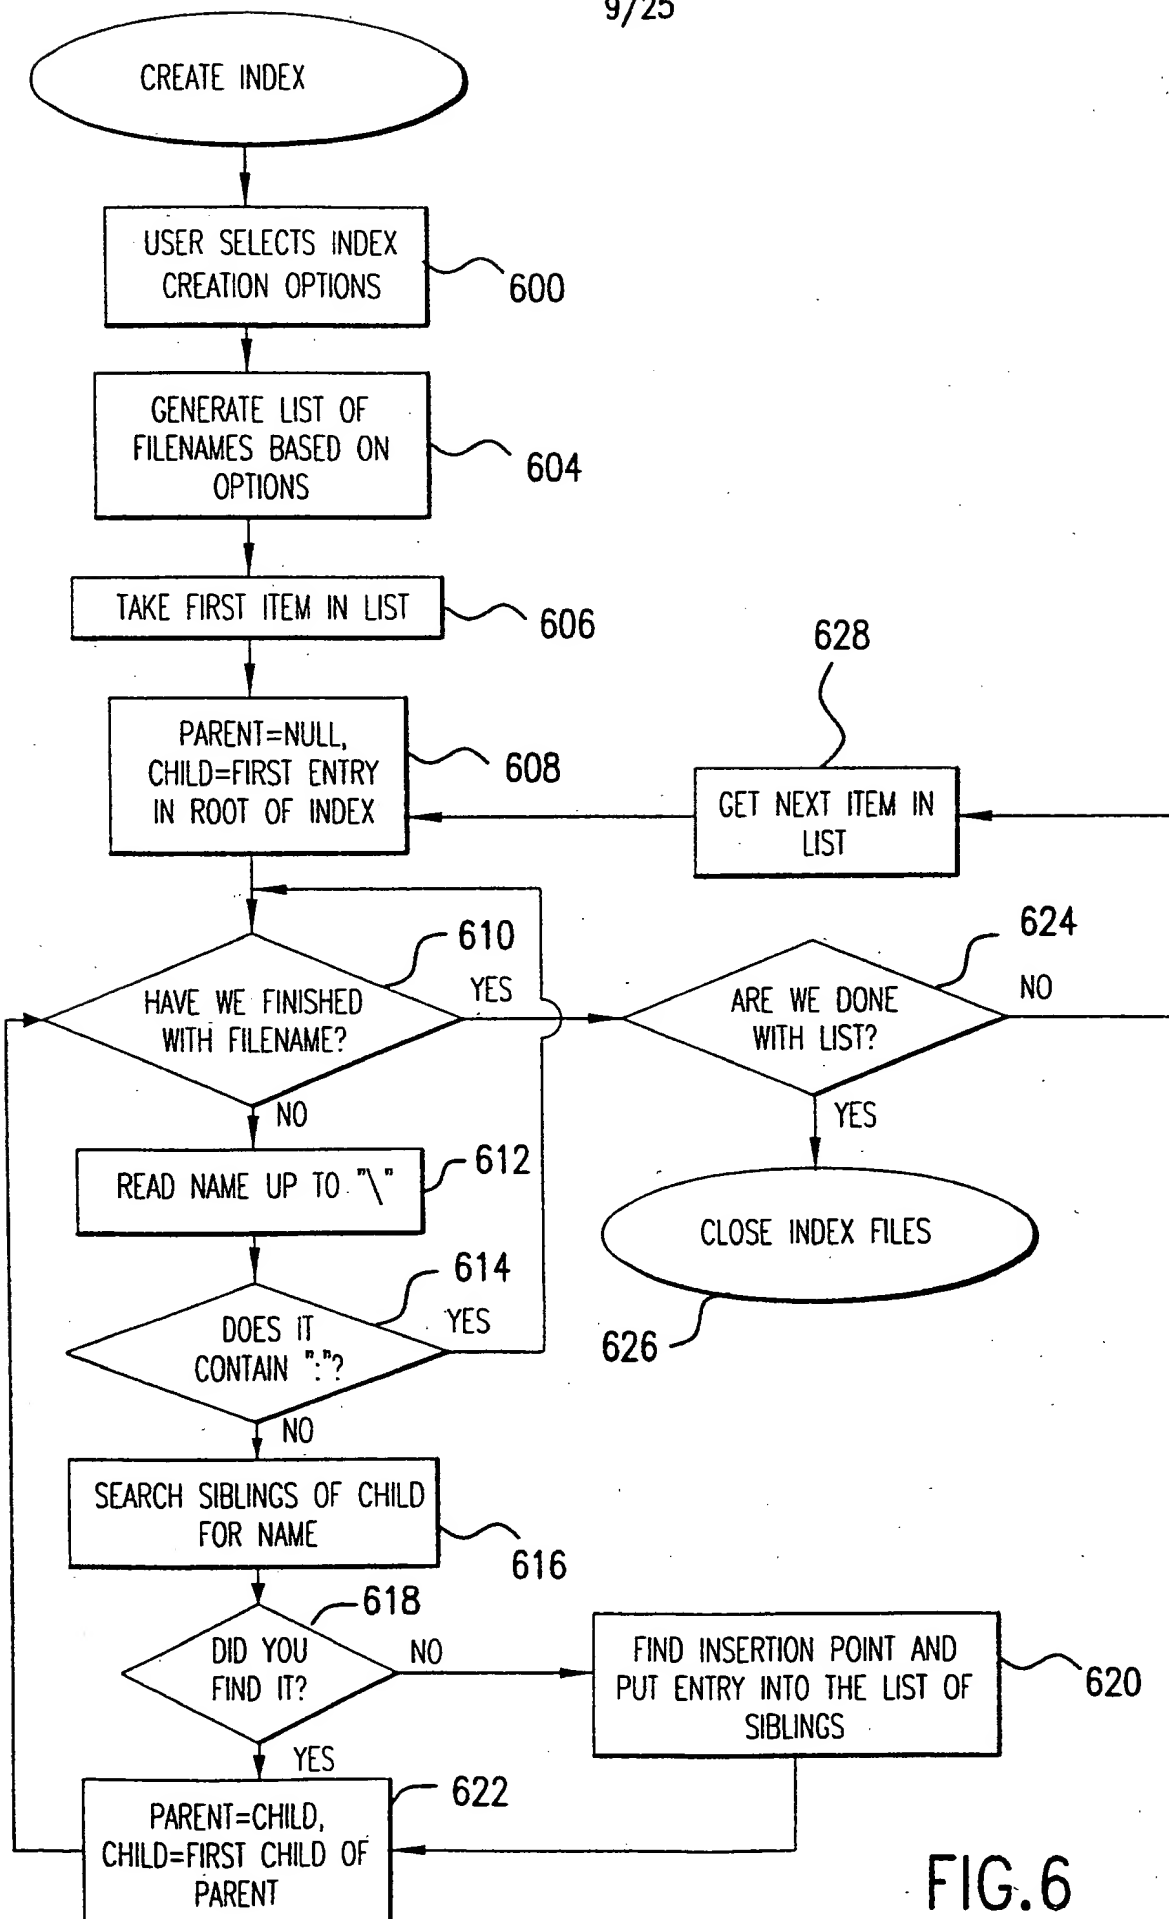 9/25
CREATE INDEX
USER SELECTS INDEX
CREATION OPTIONS
600
GENERATE LIST OF
FILENAMES BASED ON
OPTIONS
604
TAKE FIRST ITEM IN LIST
606
PARENT=NULL,
CHILD=FIRST ENTRY
IN ROOT OF INDEX
608
628
GET NEXT ITEM IN
LIST
610
HAVE WE FINISHED
WITH FILENAME?
YES
NO
624
ARE WE DONE
WITH LIST?
NO
YES
READ NAME UP TO "\"
612
CLOSE INDEX FILES
626
614
DOES IT
CONTAIN ":"?
YES
NO
SEARCH SIBLINGS OF CHILD
FOR NAME
616
618
DID YOU
FIND IT?
NO
YES
FIND INSERTION POINT AND
PUT ENTRY INTO THE LIST OF
SIBLINGS
620
622
PARENT=CHILD,
CHILD=FIRST CHILD OF
PARENT
FIG.6